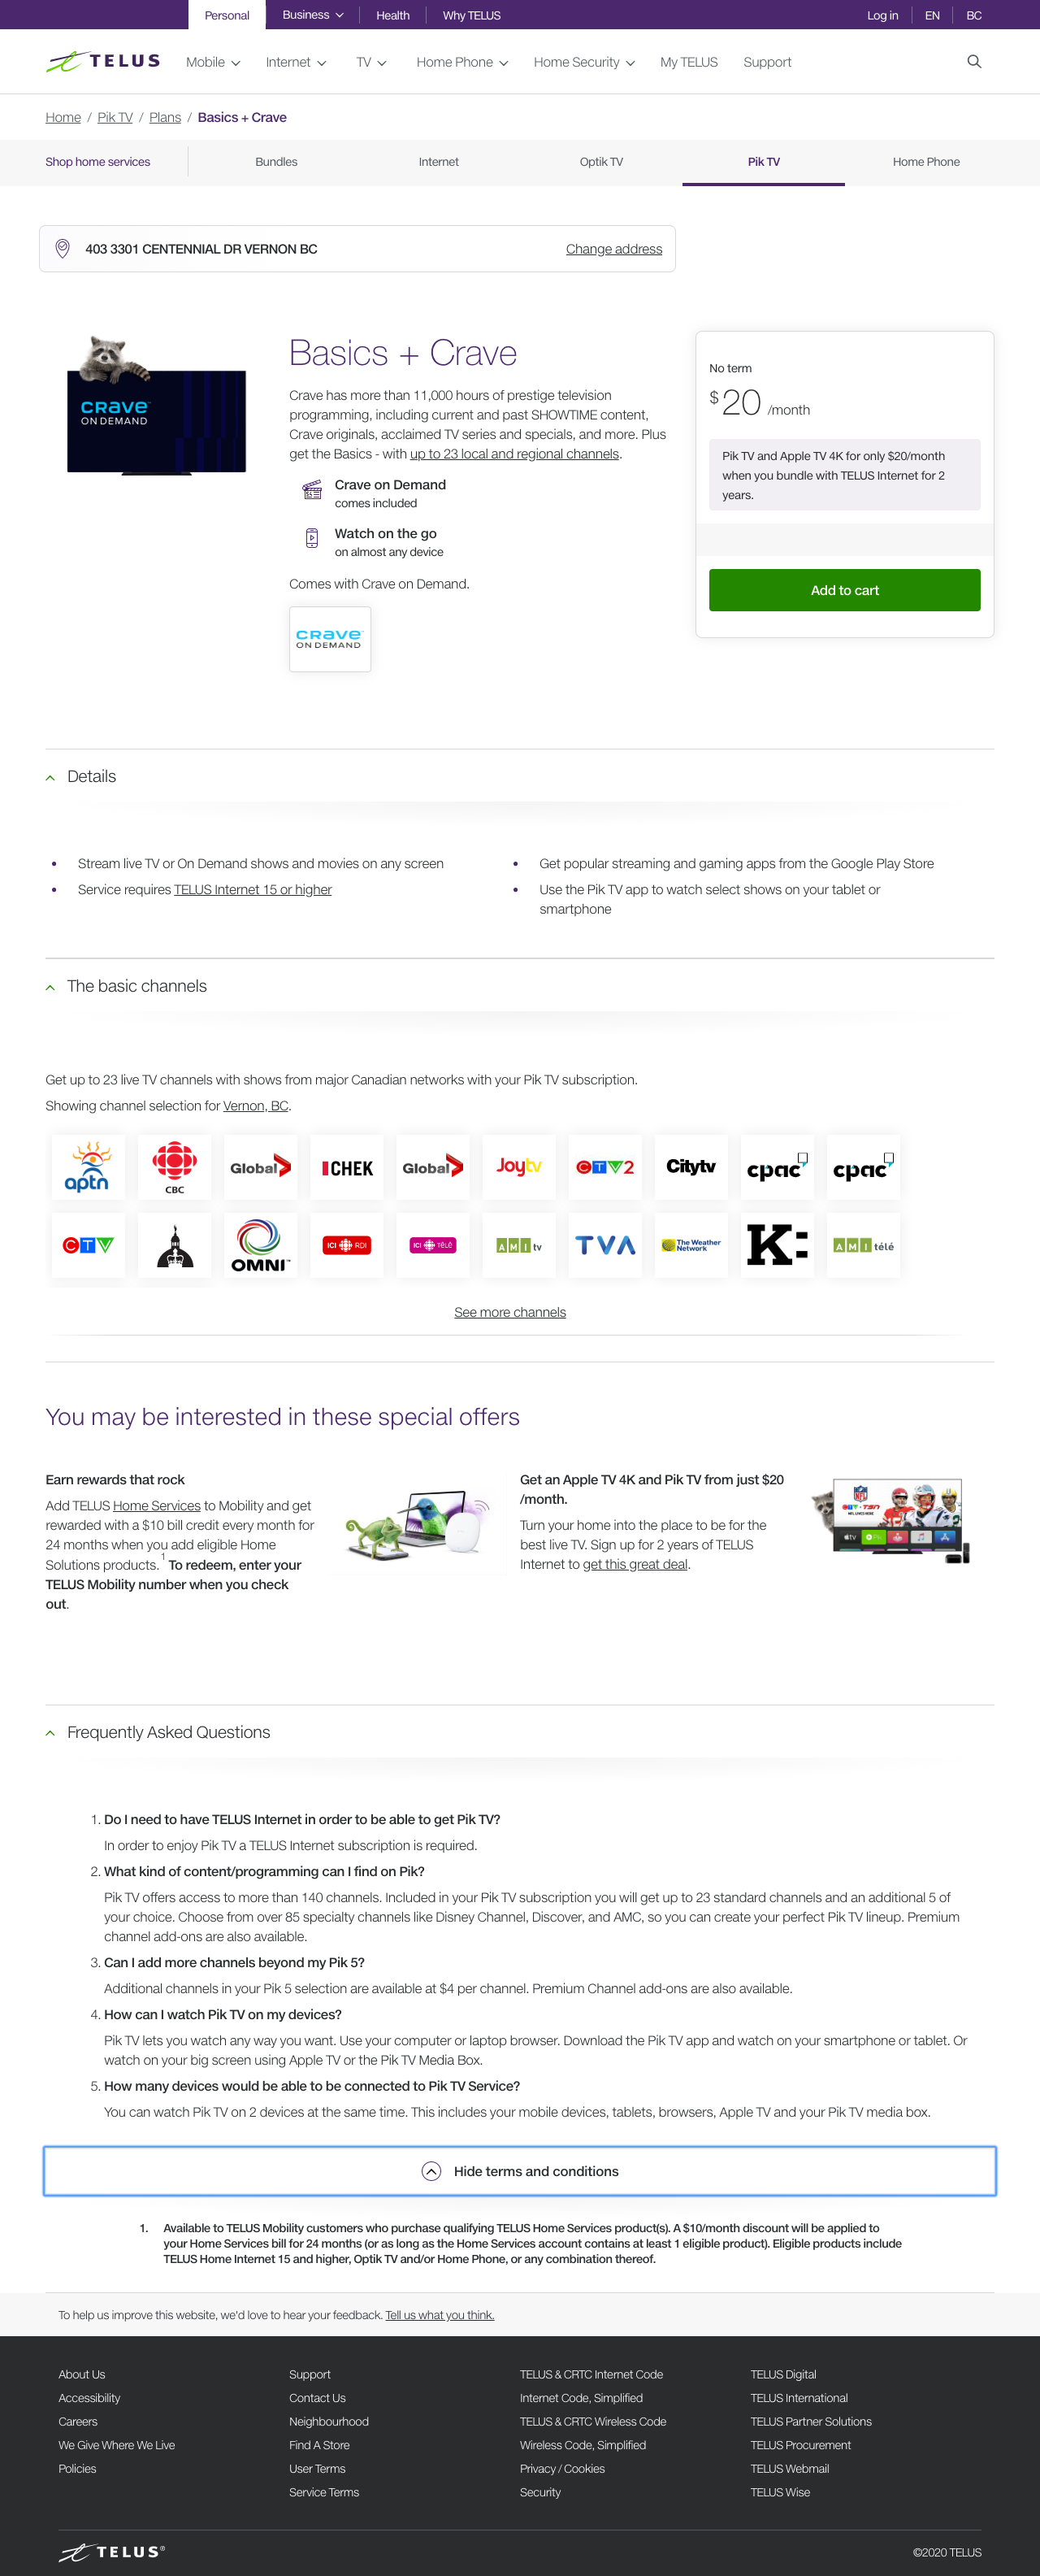 Personal
Business
Health
Why TELUS
Log in
EN
BC
TELUS
Mobile
Internet
TV
Home Phone
Home Security
My TELUS
Support
Home / Pik TV / Plans / Basics + Crave
Shop home services
Bundles
Internet
Optik TV
Pik TV
Home Phone
403 3301 CENTENNIAL DR VERNON BC
Change address
crave
ON DEMAND
Basics + Crave
Crave has more than 11,000 hours of prestige television
programming, including current and past SHOWTIME content,
Crave originals, acclaimed TV series and specials, and more. Plus
get the Basics - with up to 23 local and regional channels.
Crave on Demand
comes included
Watch on the go
on almost any device
Comes with Crave on Demand.
CRAVE
ON DEMAND
No term
$ 20 /month
Pik TV and Apple TV 4K for only $20/month
when you bundle with TELUS Internet for 2
years.
Add to cart
Details
Stream live TV or On Demand shows and movies on any screen
Service requires TELUS Internet 15 or higher
Get popular streaming and gaming apps from the Google Play Store
Use the Pik TV app to watch select shows on your tablet or
smartphone
The basic channels
Get up to 23 live TV channels with shows from major Canadian networks with your Pik TV subscription.
Showing channel selection for Vernon, BC.
aptn
CBC
Global
CHEK
Global
Joytv
CTV2
Citytv
cpac
cpac
CTV
OMNI
ICI RDI
ICI TÉLÉ
AMI tv
TVA
The Weather
Network
K:
AMI télé
See more channels
You may be interested in these special offers
Earn rewards that rock
Add TELUS Home Services to Mobility and get
rewarded with a $10 bill credit every month for
24 months when you add eligible Home
Solutions products.1 To redeem, enter your
TELUS Mobility number when you check
out.
Get an Apple TV 4K and Pik TV from just $20
/month.
Turn your home into the place to be for the
best live TV. Sign up for 2 years of TELUS
Internet to get this great deal.
NFL
CTV TSN
Frequently Asked Questions
1. Do I need to have TELUS Internet in order to be able to get Pik TV?
In order to enjoy Pik TV a TELUS Internet subscription is required.
2. What kind of content/programming can I find on Pik?
Pik TV offers access to more than 140 channels. Included in your Pik TV subscription you will get up to 23 standard channels and an additional 5 of
your choice. Choose from over 85 specialty channels like Disney Channel, Discover, and AMC, so you can create your perfect Pik TV lineup. Premium
channel add-ons are also available.
3. Can I add more channels beyond my Pik 5?
Additional channels in your Pik 5 selection are available at $4 per channel. Premium Channel add-ons are also available.
4. How can I watch Pik TV on my devices?
Pik TV lets you watch any way you want. Use your computer or laptop browser. Download the Pik TV app and watch on your smartphone or tablet. Or
watch on your big screen using Apple TV or the Pik TV Media Box.
5. How many devices would be able to be connected to Pik TV Service?
You can watch Pik TV on 2 devices at the same time. This includes your mobile devices, tablets, browsers, Apple TV and your Pik TV media box.
Hide terms and conditions
1. Available to TELUS Mobility customers who purchase qualifying TELUS Home Services product(s). A $10/month discount will be applied to
your Home Services bill for 24 months (or as long as the Home Services account contains at least 1 eligible product). Eligible products include
TELUS Home Internet 15 and higher, Optik TV and/or Home Phone, or any combination thereof.
To help us improve this website, we'd love to hear your feedback. Tell us what you think.
About Us
Accessibility
Careers
We Give Where We Live
Policies
Support
Contact Us
Neighbourhood
Find A Store
User Terms
Service Terms
TELUS & CRTC Internet Code
Internet Code, Simplified
TELUS & CRTC Wireless Code
Wireless Code, Simplified
Privacy / Cookies
Security
TELUS Digital
TELUS International
TELUS Partner Solutions
TELUS Procurement
TELUS Webmail
TELUS Wise
TELUS®
©2020 TELUS